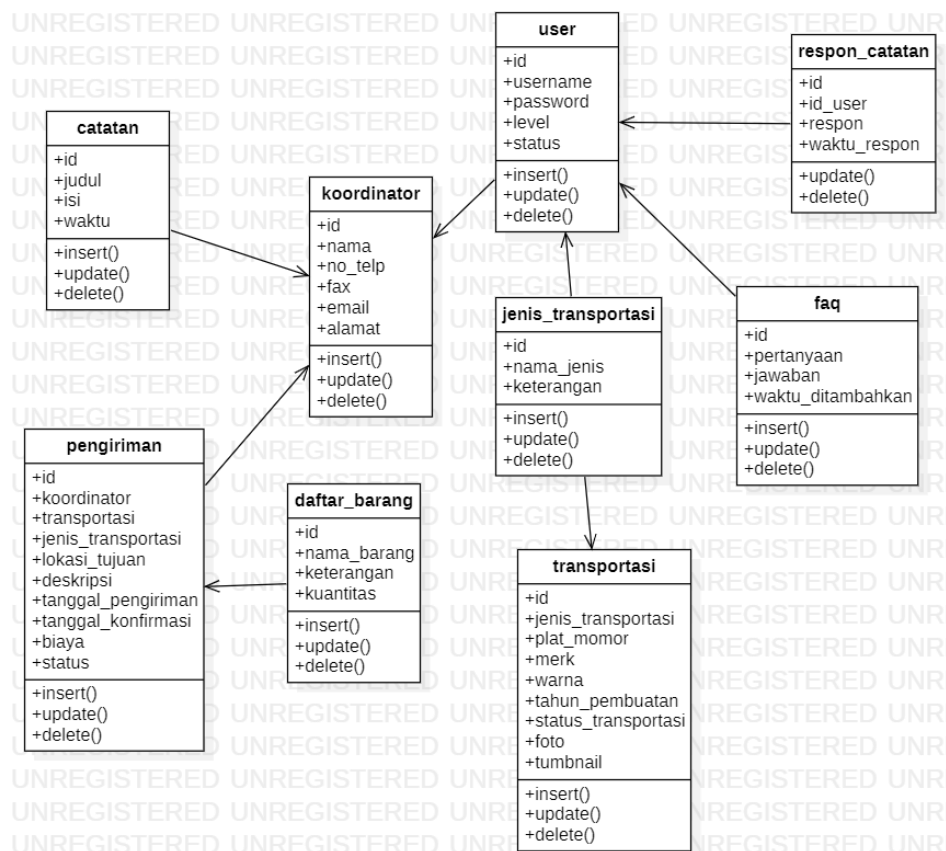 user
+id
+username
+password
+level
+status
+insert()
+update()
+delete()
respon_catatan
+id
+id_user
+respon
+waktu_respon
+update()
+delete()
catatan
+id
+judul
+isi
+waktu
+insert()
+update()
+delete()
koordinator
+id
+nama
+no_telp
+fax
+email
+alamat
+insert()
+update()
+delete()
jenis_transportasi
+id
+nama_jenis
+keterangan
+insert()
+update()
+delete()
faq
+id
+pertanyaan
+jawaban
+waktu_ditambahkan
+insert()
+update()
+delete()
pengiriman
+id
+koordinator
+transportasi
+jenis_transportasi
+lokasi_tujuan
+deskripsi
+tanggal_pengiriman
+tanggal_konfirmasi
+biaya
+status
+insert()
+update()
+delete()
daftar_barang
+id
+nama_barang
+keterangan
+kuantitas
+insert()
+update()
+delete()
transportasi
+id
+jenis_transportasi
+plat_momor
+merk
+warna
+tahun_pembuatan
+status_transportasi
+foto
+tumbnail
+insert()
+update()
+delete()
UNREGISTERED